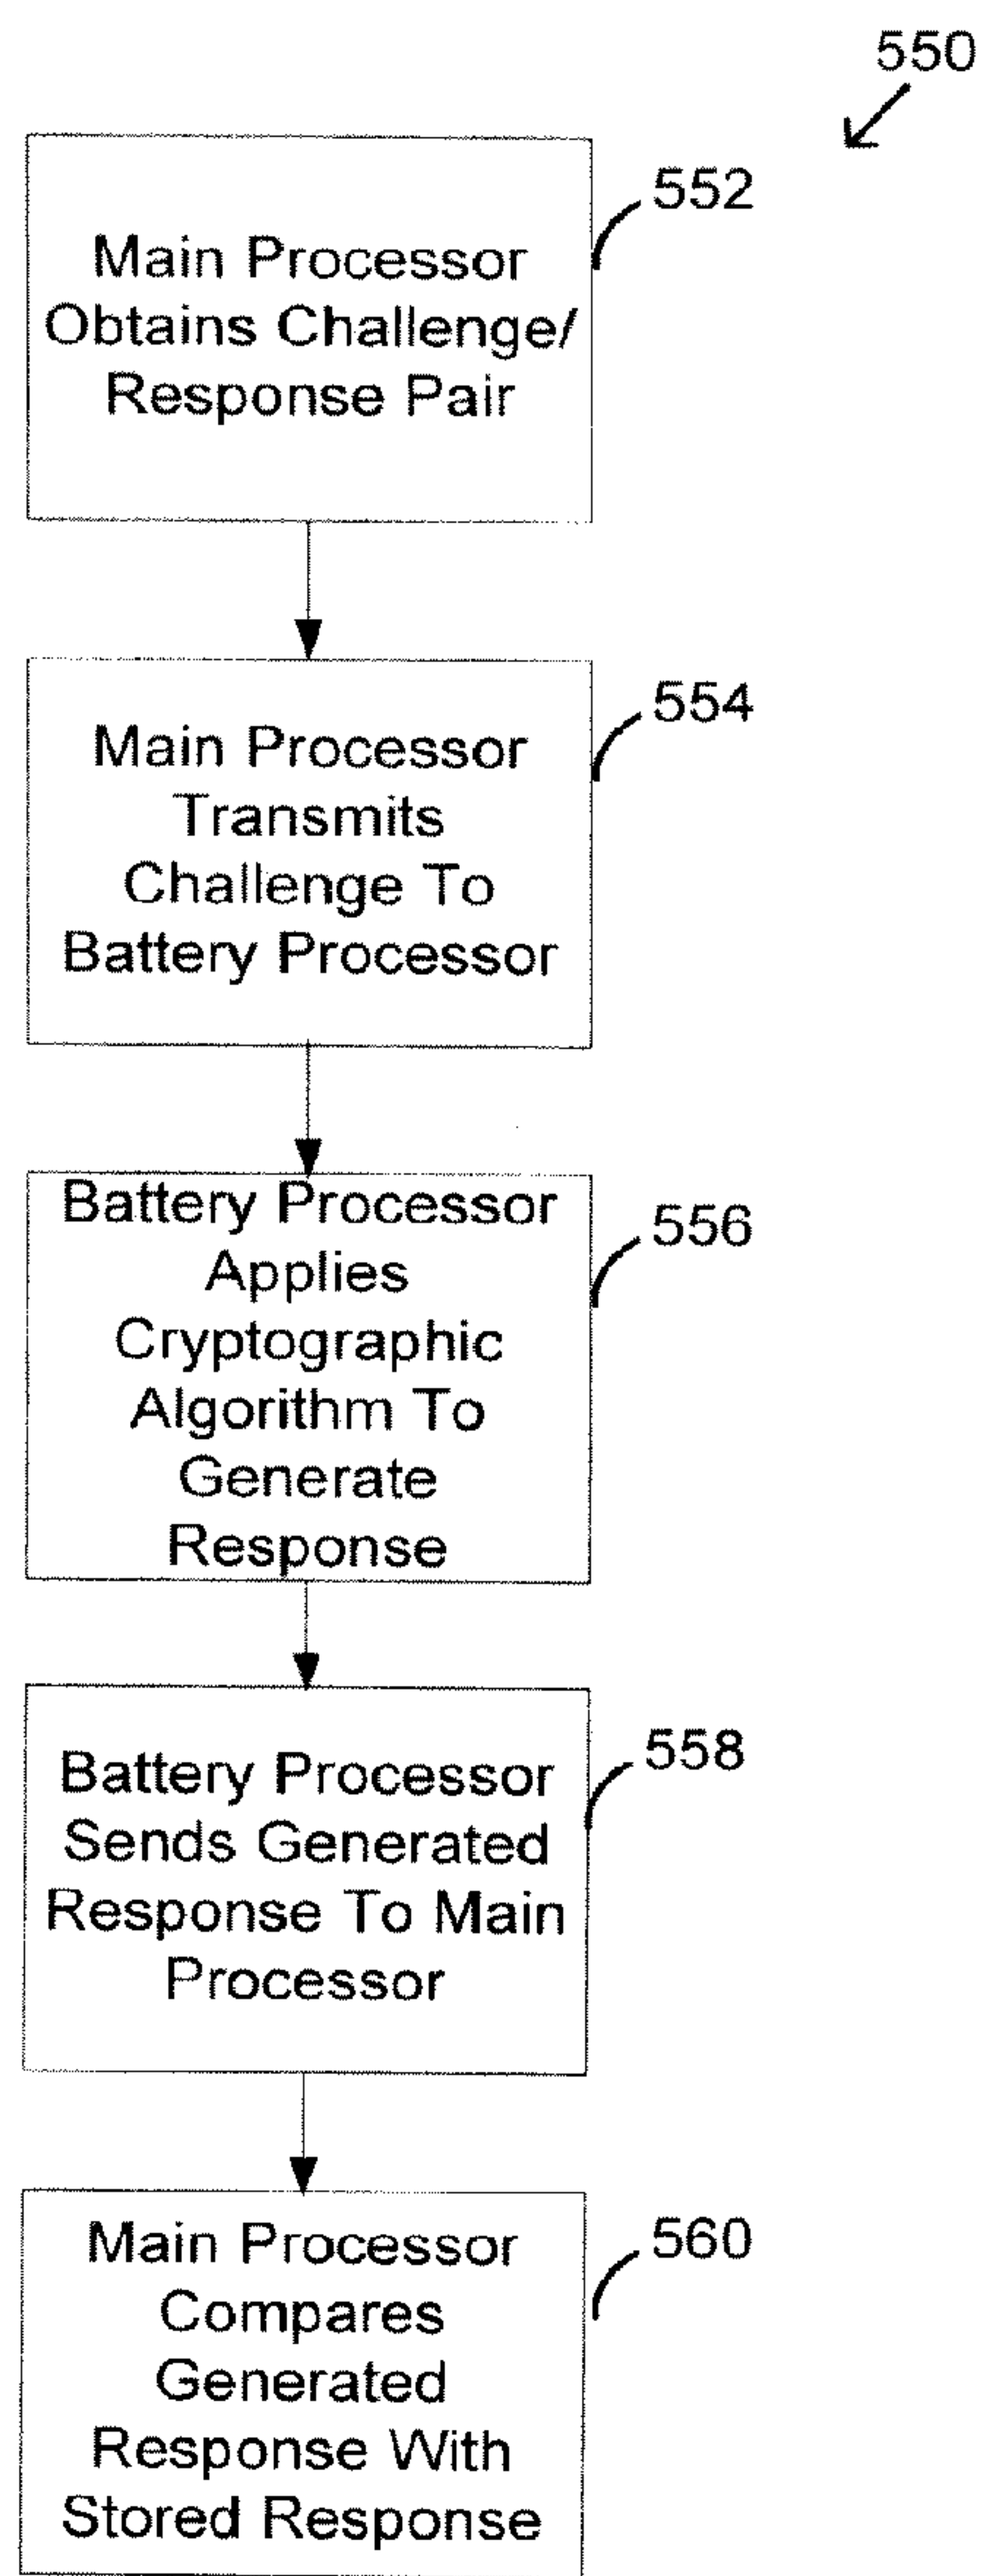 550
552
Main Processor
Obtains Challenge/
Response Pair
554
Main Processor
Transmits
Challenge To
Battery Processor
556
Battery Processor
Applies
Cryptographic
Algorithm To
Generate
Response
558
Battery Processor
Sends Generated
Response To Main
Processor
560
Main Processor
Compares
Generated
Response With
Stored Response